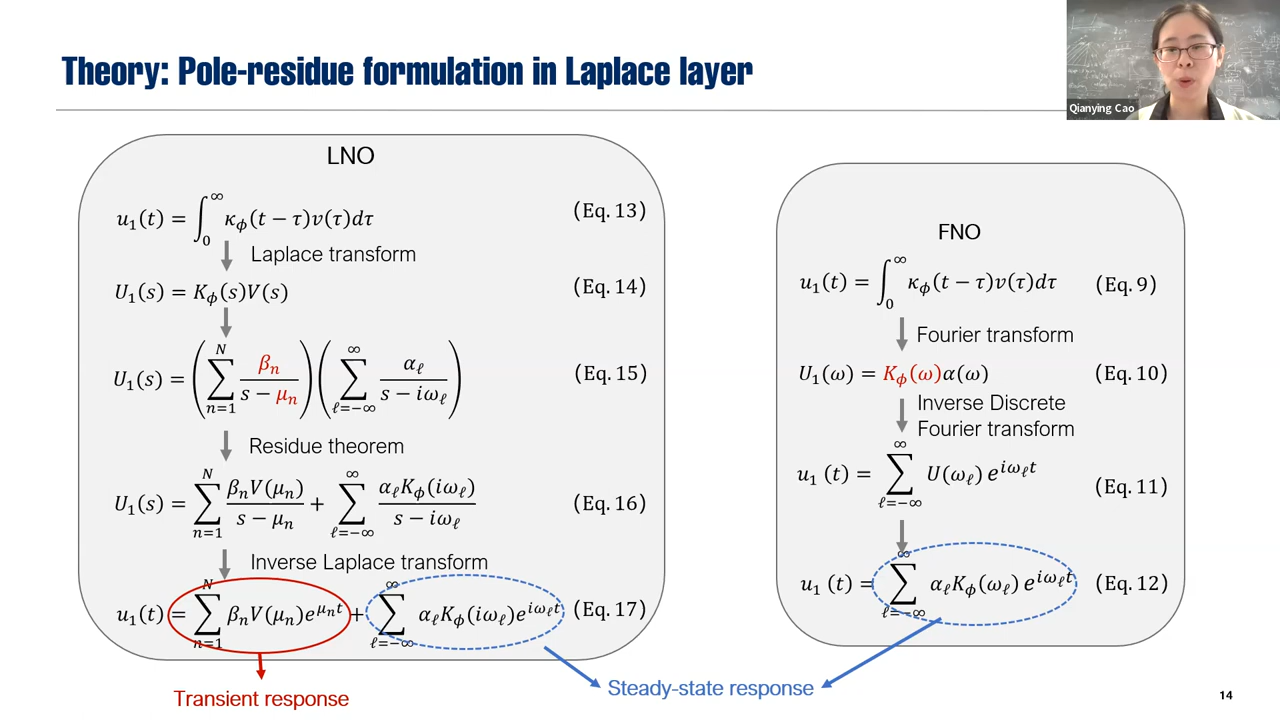 Theory: Pole-residue formulation in Laplace layer
Qianying Cao
LNO
u₁(t) = ∫₀^∞ κ_ϕ(t − τ)v(τ)dτ (Eq. 13)
Laplace transform
U₁(s) = K_ϕ(s)V(s) (Eq. 14)
U₁(s) = (∑_{n=1}^{N} β_n/(s − μ_n)) (∑_{ℓ=−∞}^{∞} α_ℓ/(s − iω_ℓ)) (Eq. 15)
Residue theorem
U₁(s) = ∑_{n=1}^{N} β_nV(μ_n)/(s − μ_n) + ∑_{ℓ=−∞}^{∞} α_ℓK_ϕ(iω_ℓ)/(s − iω_ℓ) (Eq. 16)
Inverse Laplace transform
u₁(t) = ∑_{n=1}^{N} β_nV(μ_n)e^{μ_nt} + ∑_{ℓ=−∞}^{∞} α_ℓK_ϕ(iω_ℓ)e^{iω_ℓt} (Eq. 17)
Transient response
FNO
u₁(t) = ∫₀^∞ κ_ϕ(t − τ)v(τ)dτ (Eq. 9)
Fourier transform
U₁(ω) = K_ϕ(ω)α(ω) (Eq. 10)
Inverse Discrete
Fourier transform
u₁ (t) = ∑_{ℓ=−∞}^{∞} U(ω_ℓ) e^{iω_ℓt} (Eq. 11)
u₁ (t) = ∑_{ℓ=−∞}^{∞} α_ℓK_ϕ(ω_ℓ) e^{iω_ℓt} (Eq. 12)
Steady-state response
14